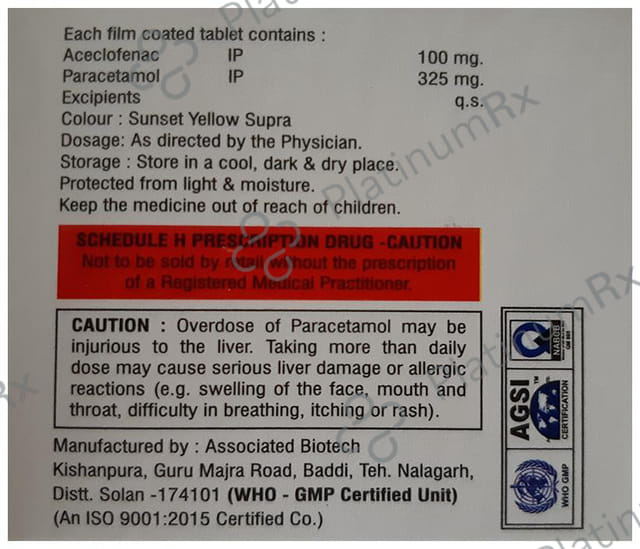 Each film coated tablet contains :
Aceclofenac IP 100 mg.
Paracetamol IP 325 mg.
Excipients q.s.
Colour : Sunset Yellow Supra
Dosage: As directed by the Physician.
Storage : Store in a cool, dark & dry place.
Protected from light & moisture.
Keep the medicine out of reach of children.
SCHEDULE H PRESCRIPTION DRUG -CAUTION
Not to be sold by retail without the prescription
of a Registered Medical Practitioner.
CAUTION : Overdose of Paracetamol may be
injurious to the liver. Taking more than daily
dose may cause serious liver damage or allergic
reactions (e.g. swelling of the face, mouth and
throat, difficulty in breathing, itching or rash).
Manufactured by : Associated Biotech
Kishanpura, Guru Majra Road, Baddi, Teh. Nalagarh,
Distt. Solan -174101 (WHO - GMP Certified Unit)
(An ISO 9001:2015 Certified Co.)
NABCB
AGSI
TM
CERTIFICATION
WHO GMP
PlatinumRx
PlatinumRx
PlatinumRx